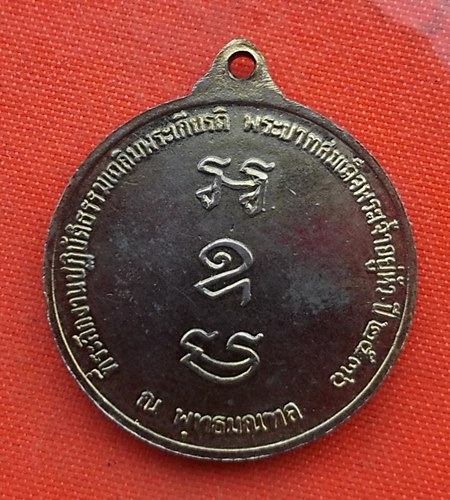 ที่ระลึกงานปฏิบัติธรรมเฉลิมพระเกียรติ พระบาทสมเด็จพระเจ้าอยู่หัว ปี ๒๕๓๖
ณ พุทธมณฑล